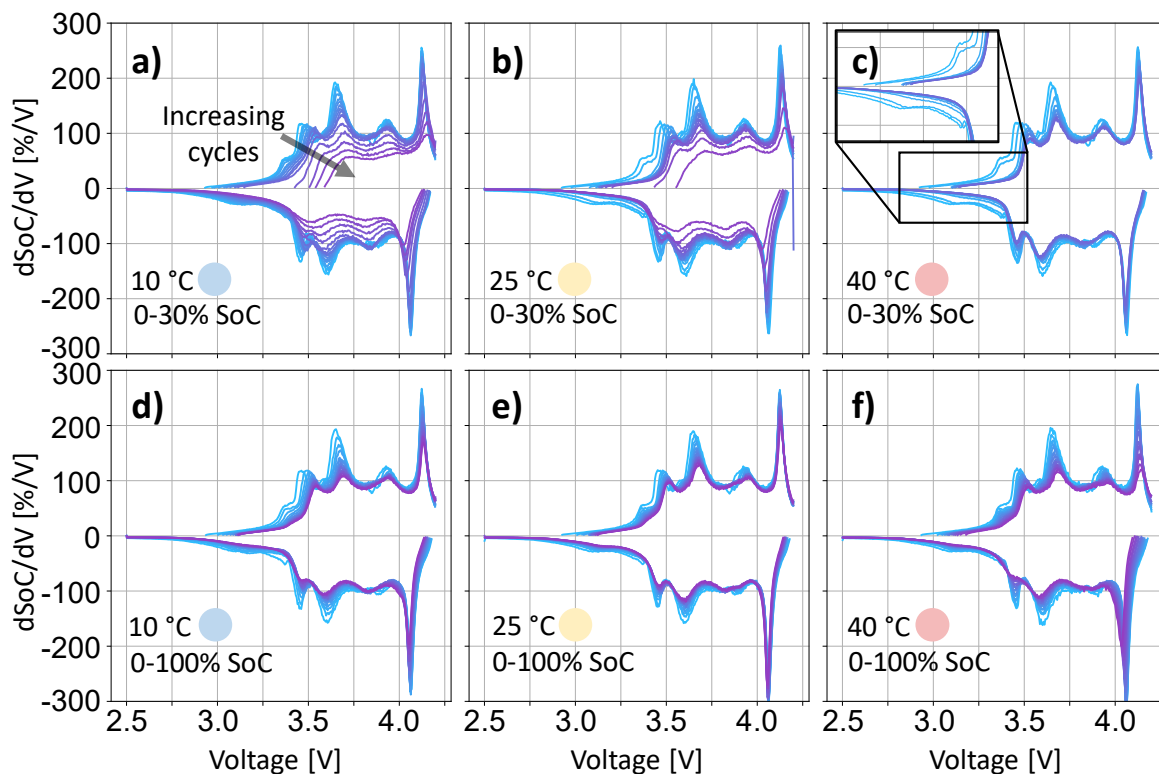 300
200
100
0
-100
-200
-300
dSoC/dV [%/V]
a)
Increasing
cycles
10 °C
0-30% SoC
b)
25 °C
0-30% SoC
c)
40 °C
0-30% SoC
300
200
100
0
-100
-200
-300
dSoC/dV [%/V]
d)
10 °C
0-100% SoC
e)
25 °C
0-100% SoC
f)
40 °C
0-100% SoC
2.5 3.0 3.5 4.0
2.5 3.0 3.5 4.0
2.5 3.0 3.5 4.0
Voltage [V]
Voltage [V]
Voltage [V]